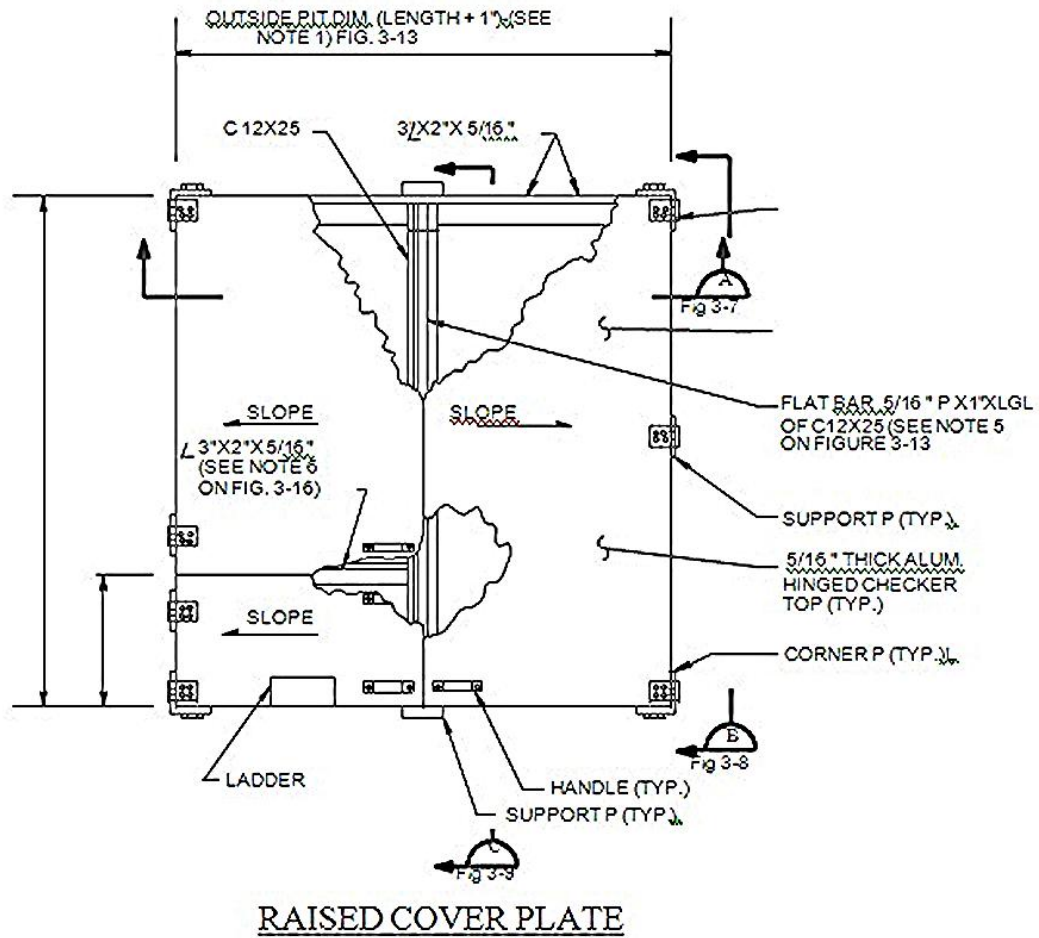 OUTSIDE PIT DIM. (LENGTH + 1") (SEE
NOTE 1) FIG. 3-13
C 12X25
3"X2"X 5/16 "
A
Fig 3-7
SLOPE
SLOPE
FLAT BAR 5/16 " P X1"XLGL
OF C12X25 (SEE NOTE 5
ON FIGURE 3-13
L 3"X2"X 5/16"
(SEE NOTE 6
ON FIG. 3-16)
SUPPORT P (TYP.)
5/16 " THICK ALUM.
HINGED CHECKER
TOP (TYP.)
SLOPE
CORNER P (TYP.)L
B
Fig 3-8
LADDER
HANDLE (TYP.)
SUPPORT P (TYP.)
C
Fig 3-9
RAISED COVER PLATE